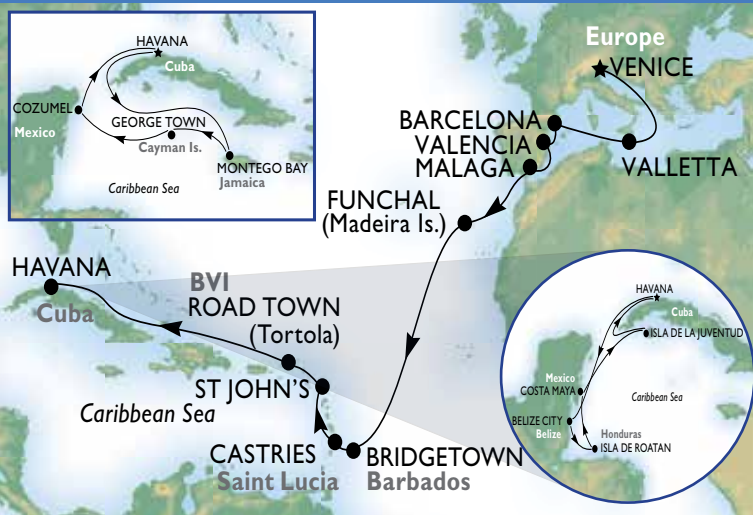 HAVANA
Cuba
COZUMEL
Mexico
GEORGE TOWN
Cayman Is.
MONTEGO BAY
Jamaica
Caribbean Sea
Europe
VENICE
BARCELONA
VALENCIA
MALAGA
VALLETTA
FUNCHAL
(Madeira Is.)
HAVANA
Cuba
BVI
ROAD TOWN
(Tortola)
ST JOHN'S
Caribbean Sea
CASTRIES
Saint Lucia
BRIDGETOWN
Barbados
HAVANA
Cuba
ISLA DE LA JUVENTUD
Mexico
COSTA MAYA
Caribbean Sea
BELIZE CITY
Belize
Honduras
ISLA DE ROATAN